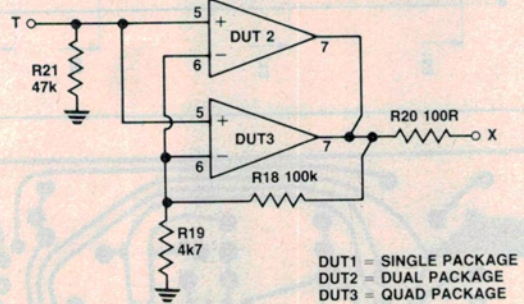 T
5
+
DUT 2
7
6
−
R21
47k
5
+
DUT3
7
6
−
R20 100R
X
R18 100k
R19
4k7
DUT1 = SINGLE PACKAGE
DUT2 = DUAL PACKAGE
DUT3 = QUAD PACKAGE